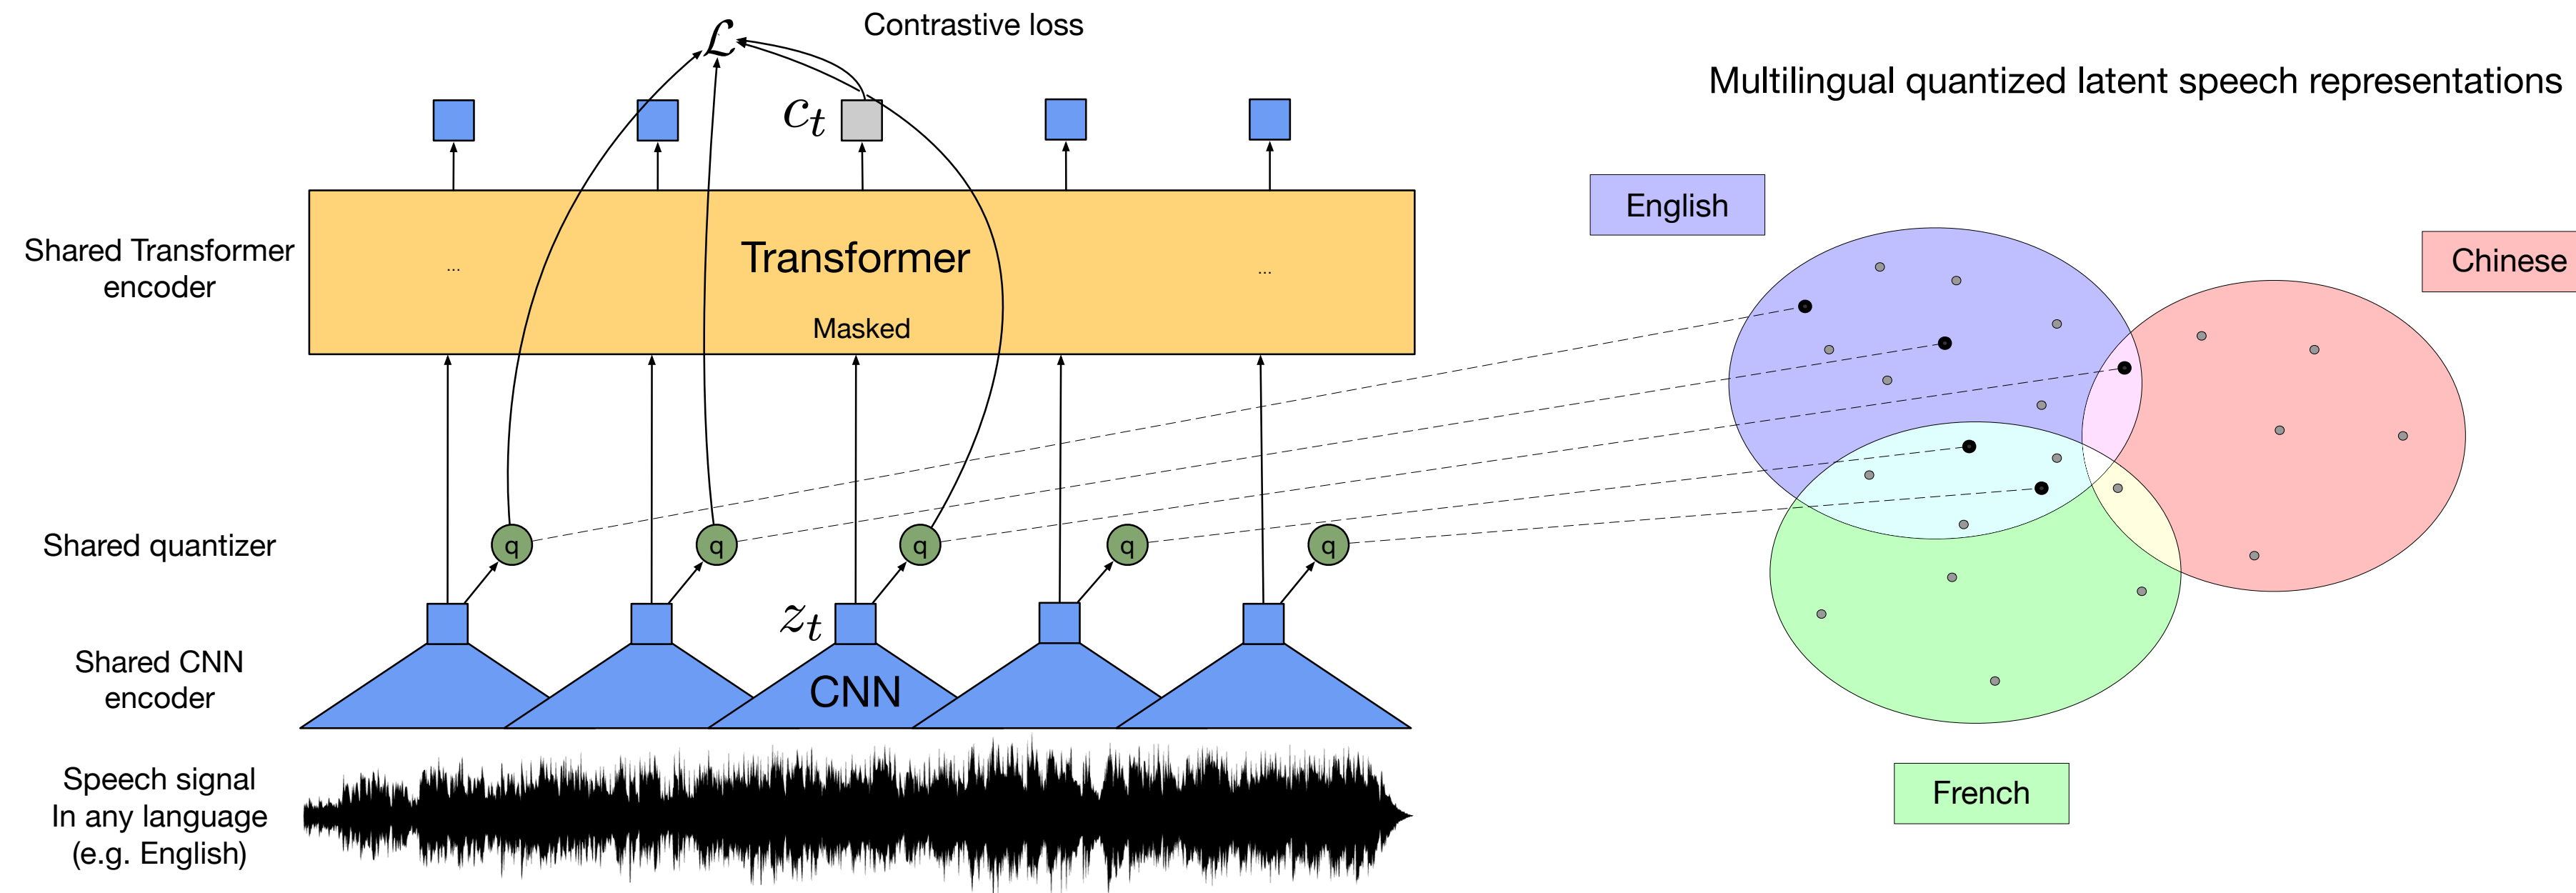 Contrastive loss
ℒ
Multilingual quantized latent speech representations
c_t
English
Chinese
Shared Transformer
encoder
...
Transformer
...
Masked
Shared quantizer
q
q
q
q
q
z_t
Shared CNN
encoder
CNN
French
Speech signal
In any language
(e.g. English)